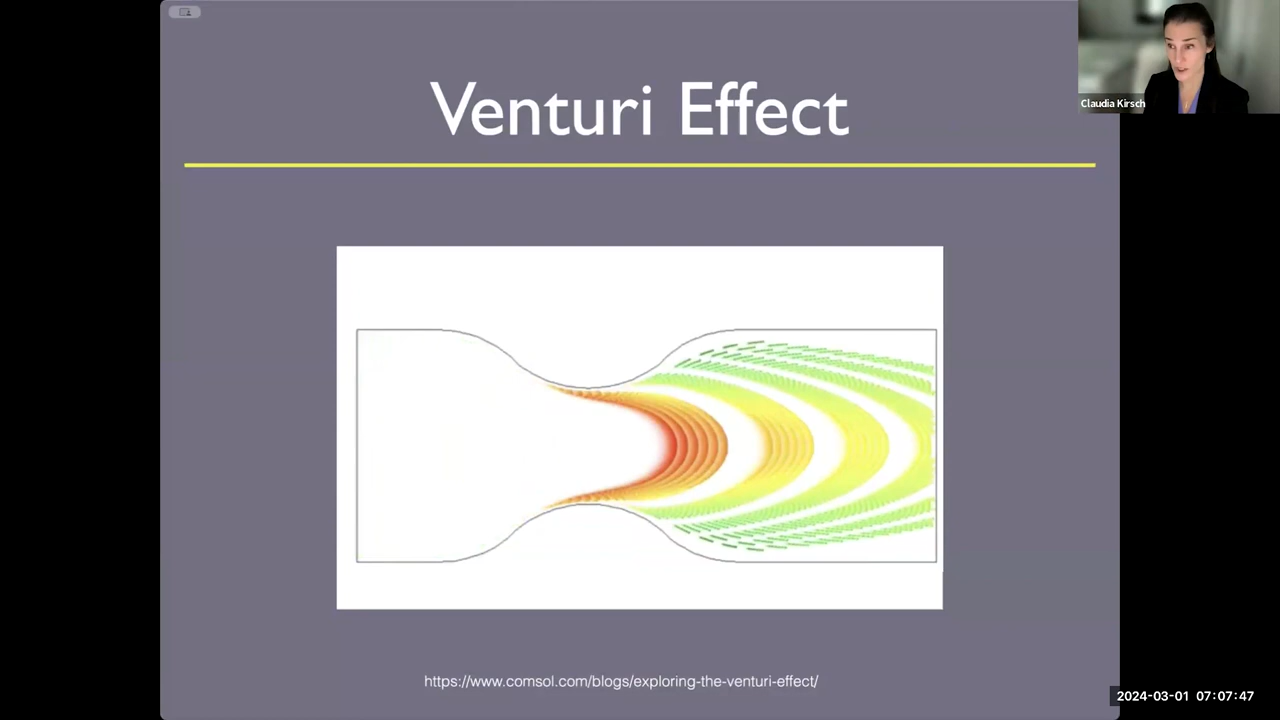 Venturi Effect
Claudia Kirsch
https://www.comsol.com/blogs/exploring-the-venturi-effect/
2024-03-01 07:07:47